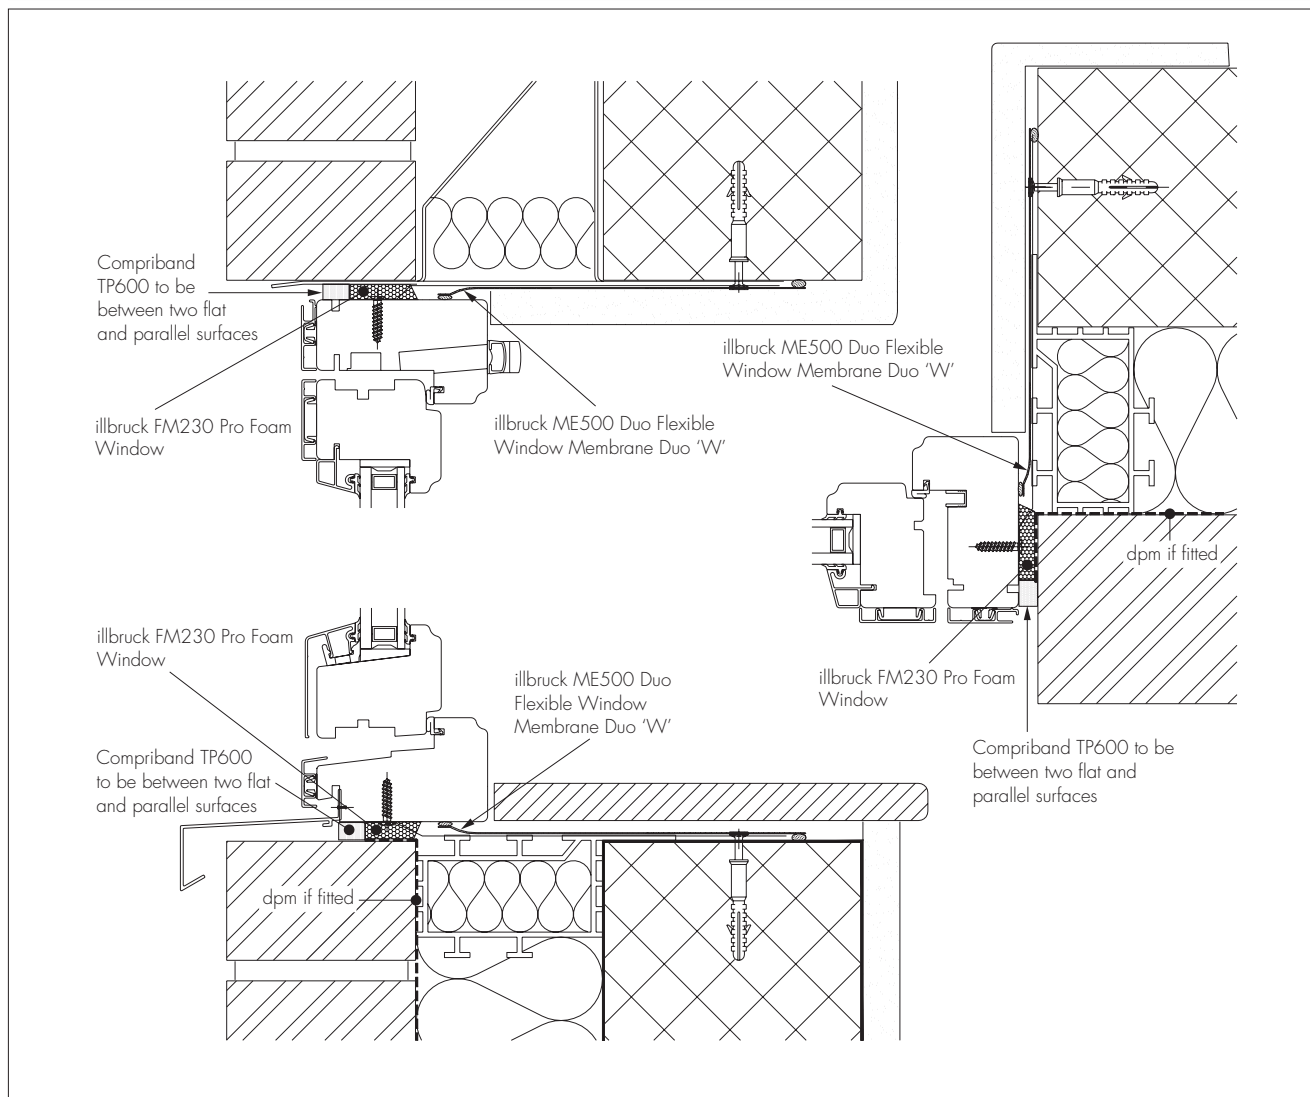 Compriband
TP600 to be
between two flat
and parallel surfaces
illbruck FM230 Pro Foam
Window
illbruck ME500 Duo Flexible
Window Membrane Duo ‘W’
illbruck ME500 Duo Flexible
Window Membrane Duo ‘W’
dpm if fitted
illbruck FM230 Pro Foam
Window
Compriband TP600 to be
between two flat and
parallel surfaces
illbruck FM230 Pro Foam
Window
illbruck ME500 Duo
Flexible Window
Membrane Duo ‘W’
Compriband TP600
to be between two flat
and parallel surfaces
dpm if fitted